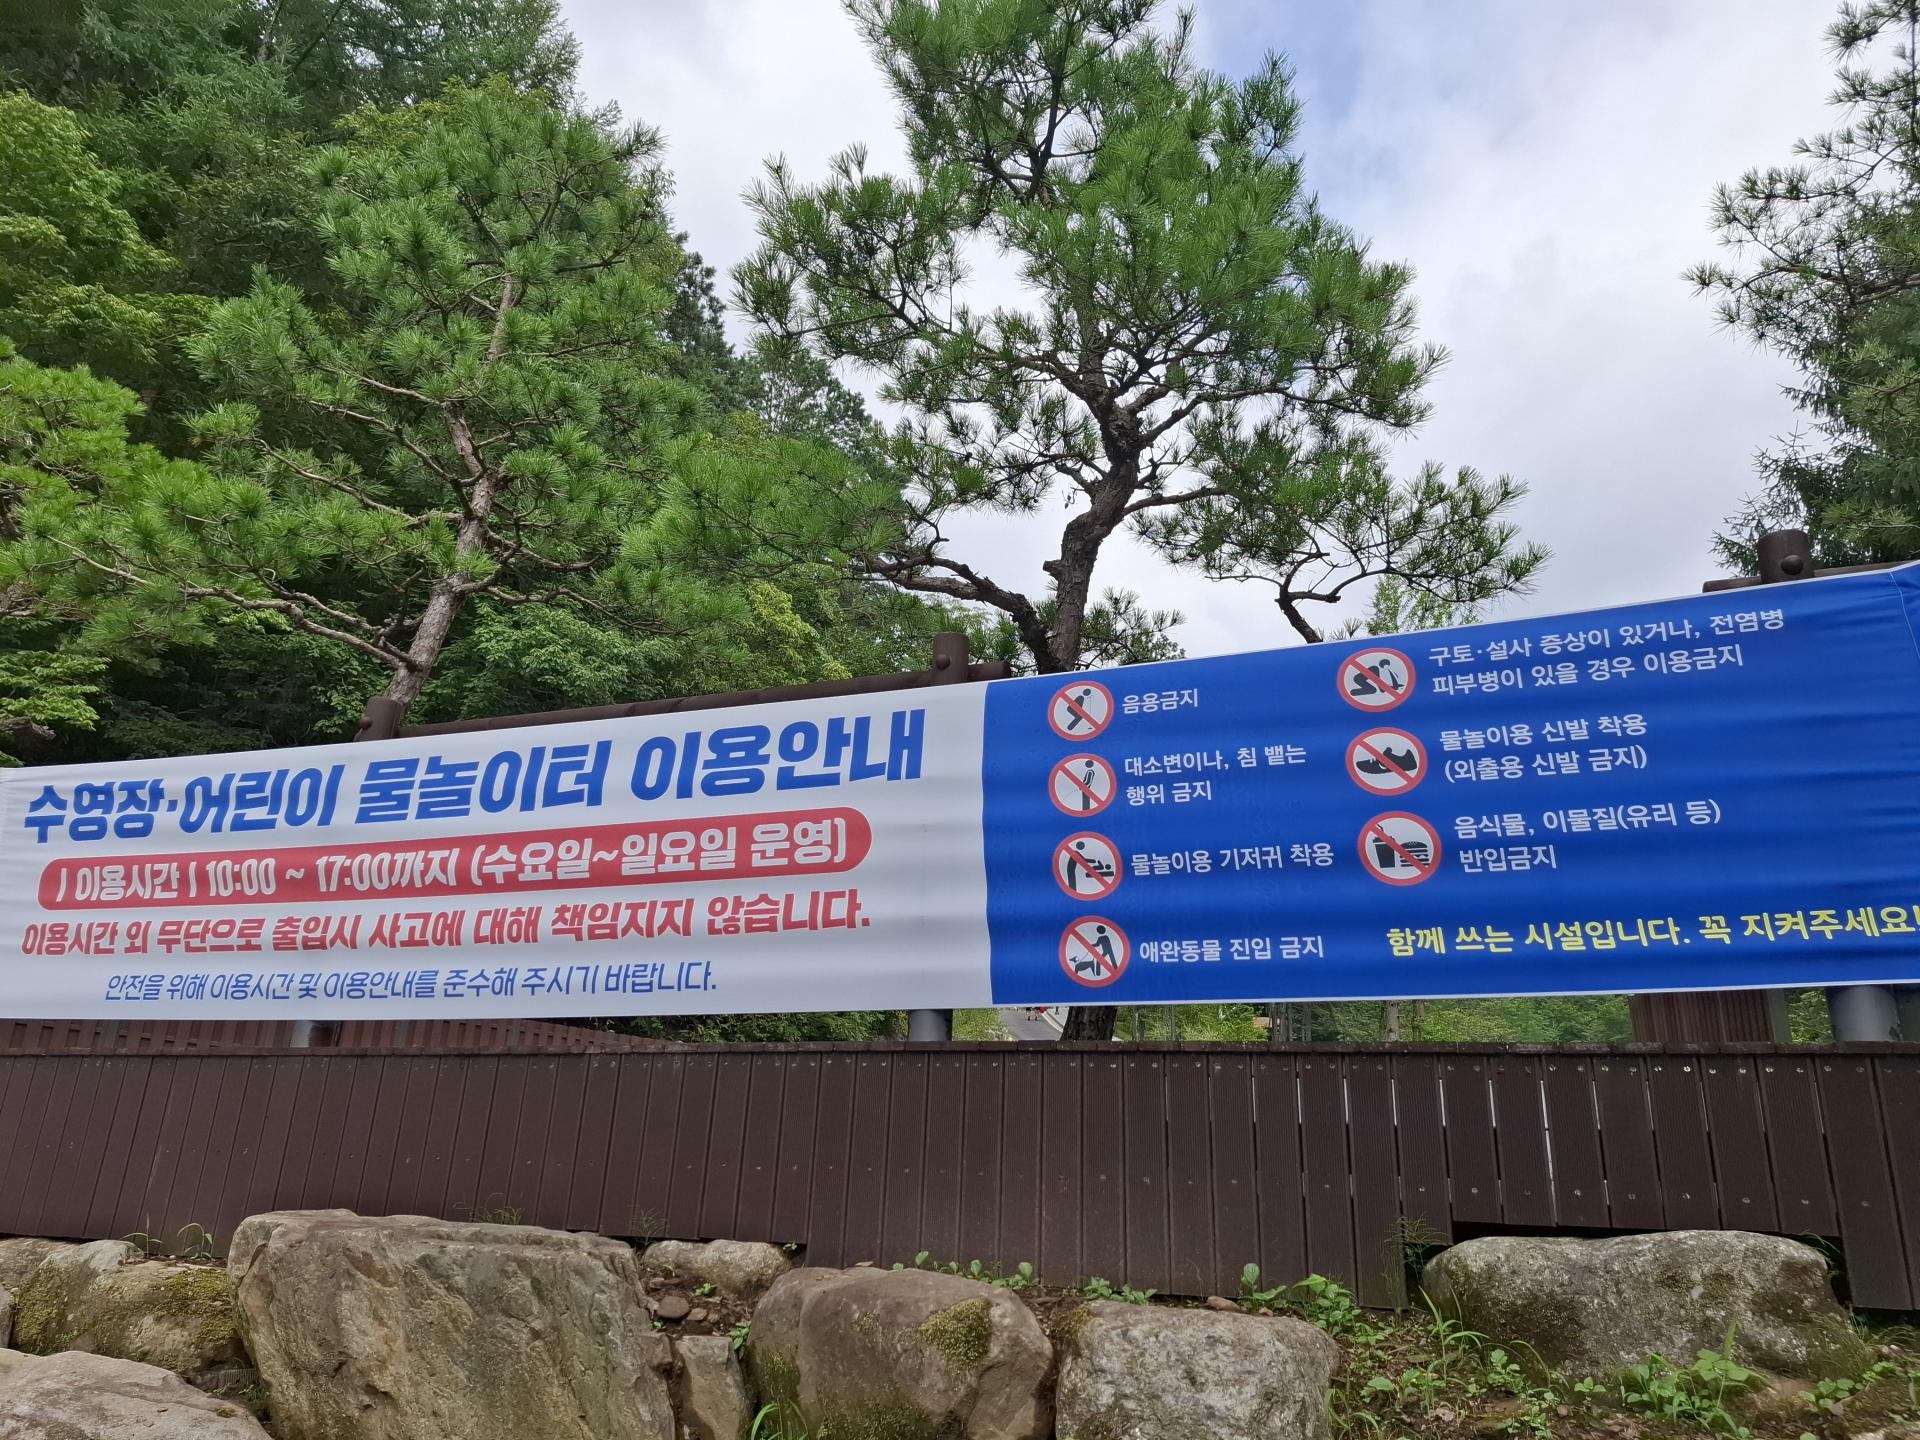 수영장·어린이 물놀이터 이용안내
| 이용시간 | 10:00 ~ 17:00까지 (수요일~일요일 운영)
이용시간 외 무단으로 출입시 사고에 대해 책임지지 않습니다.
안전을 위해 이용시간 및 이용안내를 준수해 주시기 바랍니다.
음용금지
대소변이나, 침 뱉는
행위 금지
물놀이용 기저귀 착용
애완동물 진입 금지
구토·설사 증상이 있거나, 전염병
피부병이 있을 경우 이용금지
물놀이용 신발 착용
(외출용 신발 금지)
음식물, 이물질(유리 등)
반입금지
함께 쓰는 시설입니다. 꼭 지켜주세요!